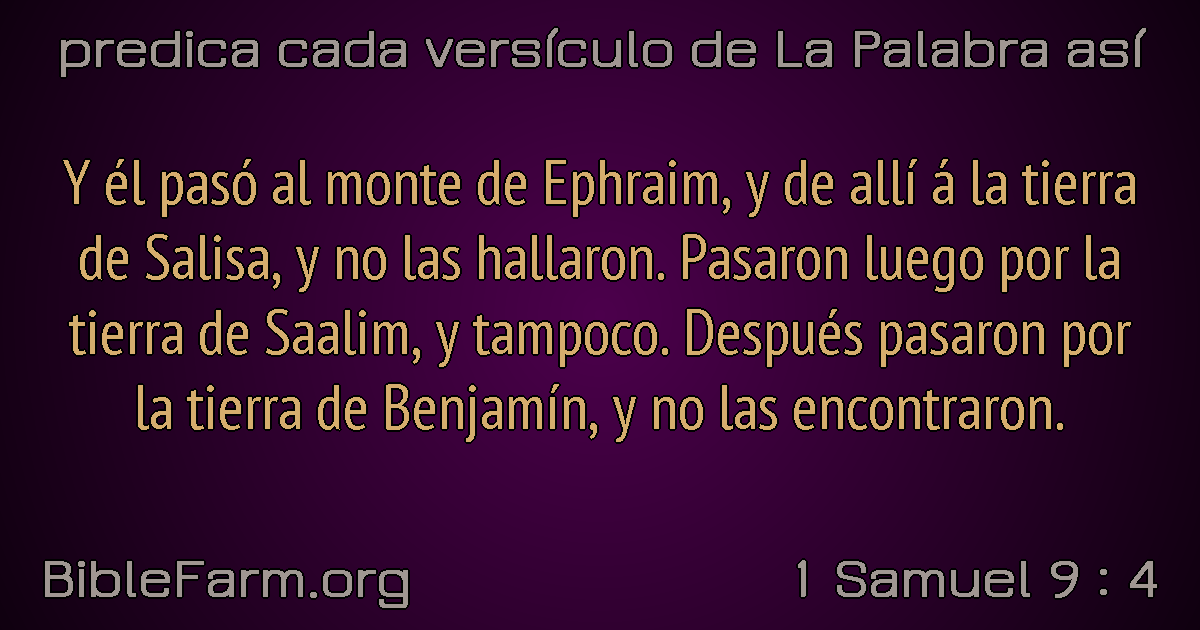 predica cada versículo de La Palabra así
Y él pasó al monte de Ephraim, y de allí á la tierra
de Salisa, y no las hallaron. Pasaron luego por la
tierra de Saalim, y tampoco. Después pasaron por
la tierra de Benjamín, y no las encontraron.
BibleFarm.org
1 Samuel 9 : 4